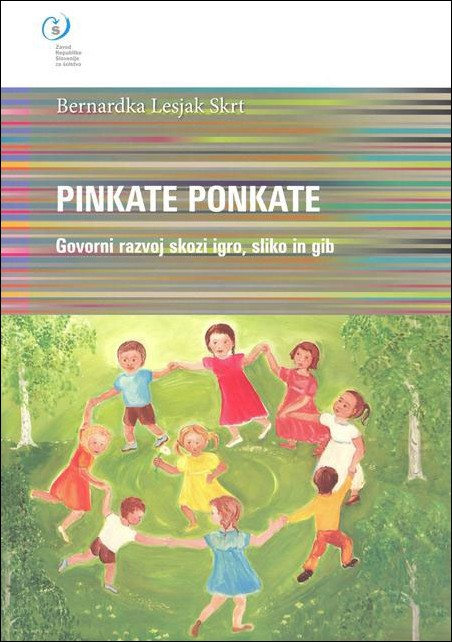 Š
Zavod
Republike
Slovenije
za šolstvo
Bernardka Lesjak Skrt
PINKATE PONKATE
Govorni razvoj skozi igro, sliko in gib